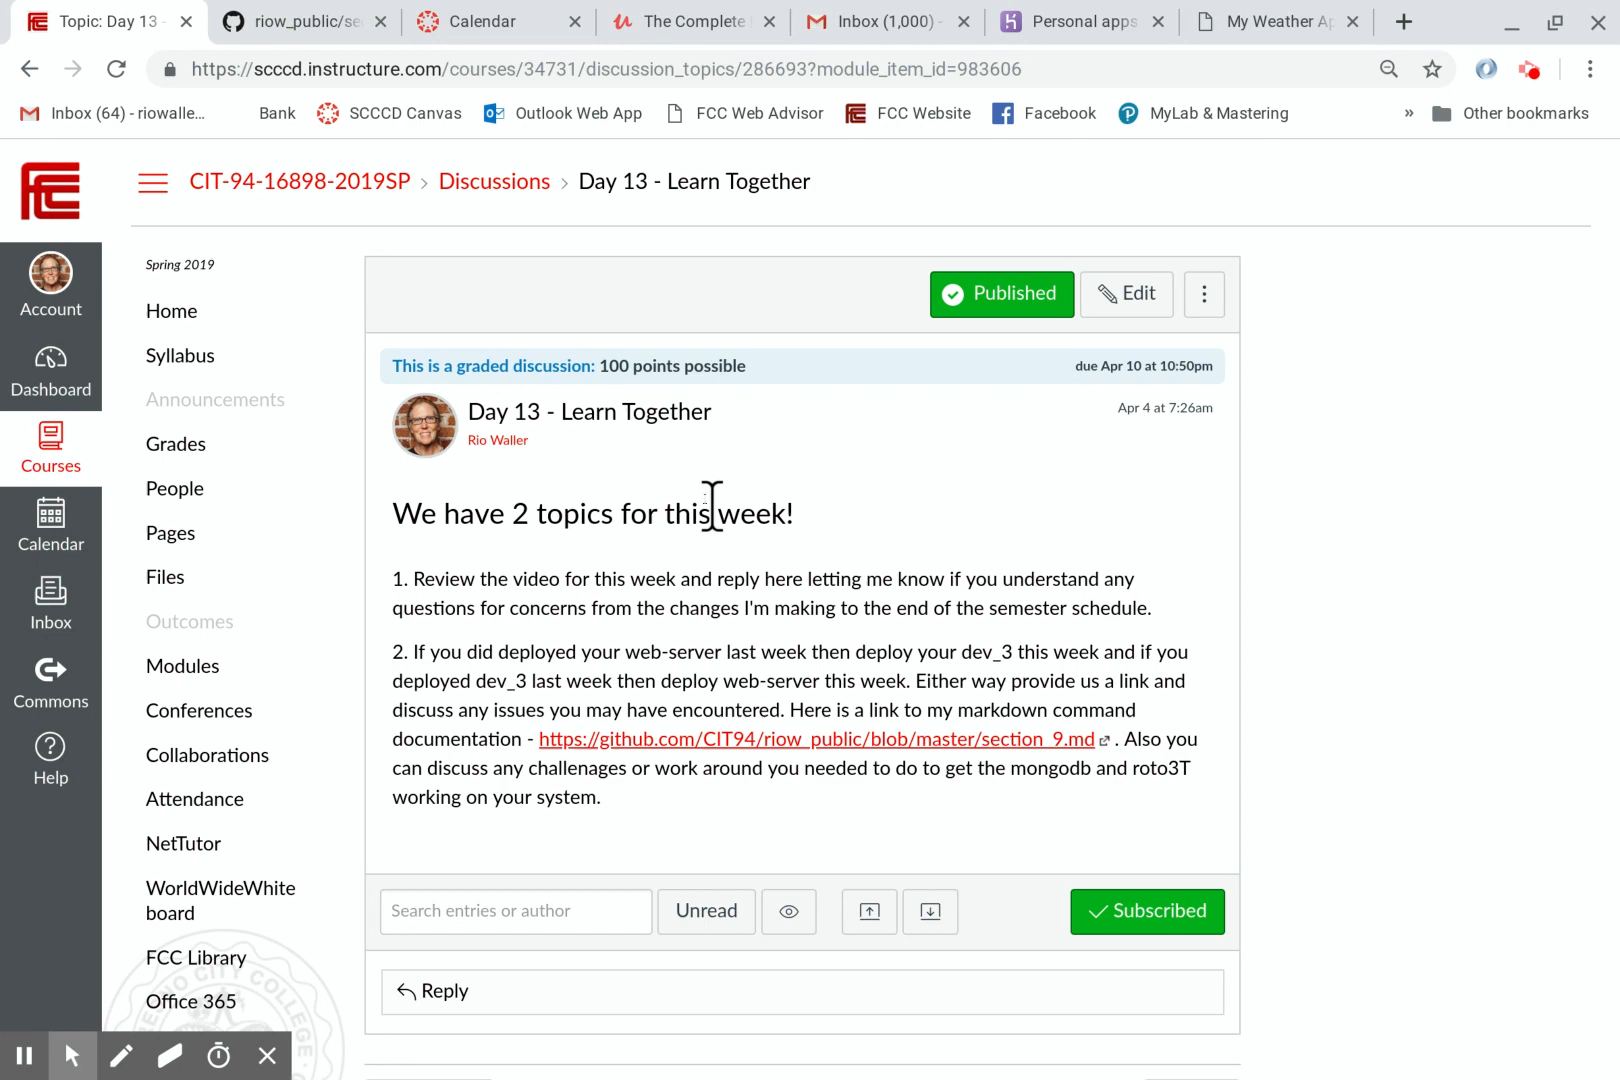 Topic: Day 13 -
riow_public/se
Calendar
The Complete
Inbox (1,000) -
Personal apps
My Weather Ap
https://scccd.instructure.com/courses/34731/discussion_topics/286693?module_item_id=983606
Inbox (64) - riowalle...
Bank
SCCCD Canvas
Outlook Web App
FCC Web Advisor
FCC Website
Facebook
MyLab & Mastering
»
Other bookmarks
FCC
CIT-94-16898-2019SP › Discussions › Day 13 - Learn Together
Account
Dashboard
Courses
Calendar
Inbox
Commons
Help
Spring 2019
Home
Syllabus
Announcements
Grades
People
Pages
Files
Outcomes
Modules
Conferences
Collaborations
Attendance
NetTutor
WorldWideWhite
board
FCC Library
Office 365
Published
Edit
This is a graded discussion: 100 points possible
due Apr 10 at 10:50pm
Day 13 - Learn Together
Apr 4 at 7:26am
Rio Waller
We have 2 topics for this week!
1. Review the video for this week and reply here letting me know if you understand any
questions for concerns from the changes I'm making to the end of the semester schedule.
2. If you did deployed your web-server last week then deploy your dev_3 this week and if you
deployed dev_3 last week then deploy web-server this week. Either way provide us a link and
discuss any issues you may have encountered. Here is a link to my markdown command
documentation - https://github.com/CIT94/riow_public/blob/master/section_9.md . Also you
can discuss any challenages or work around you needed to do to get the mongodb and roto3T
working on your system.
Search entries or author
Unread
Subscribed
Reply